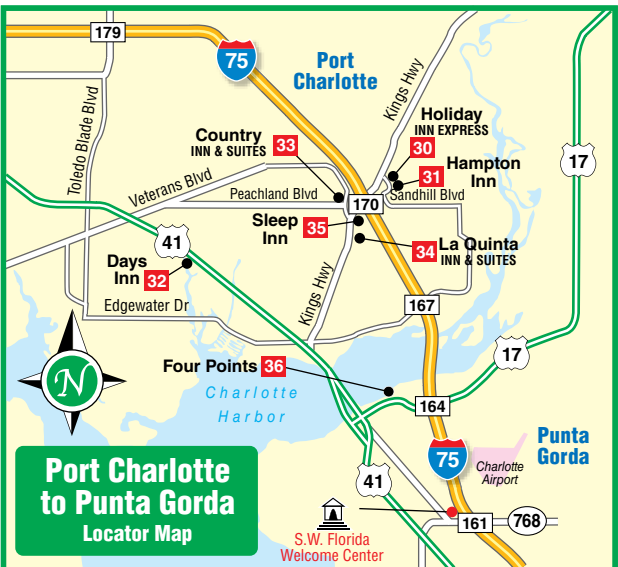 179
75
Port
Charlotte
Kings Hwy
Toledo Blade Blvd
Holiday
INN EXPRESS
30
Country
INN & SUITES 33
31 Hampton
Inn
17
Veterans Blvd
Peachland Blvd
Sandhill Blvd
170
Sleep
Inn 35
41
34 La Quinta
INN & SUITES
Days
Inn 32
Kings Hwy
Edgewater Dr
167
17
N
Four Points 36
Charlotte
Harbor
164
Punta
Gorda
75
Charlotte
Airport
Port Charlotte
to Punta Gorda
Locator Map
41
S.W. Florida
Welcome Center
161
768